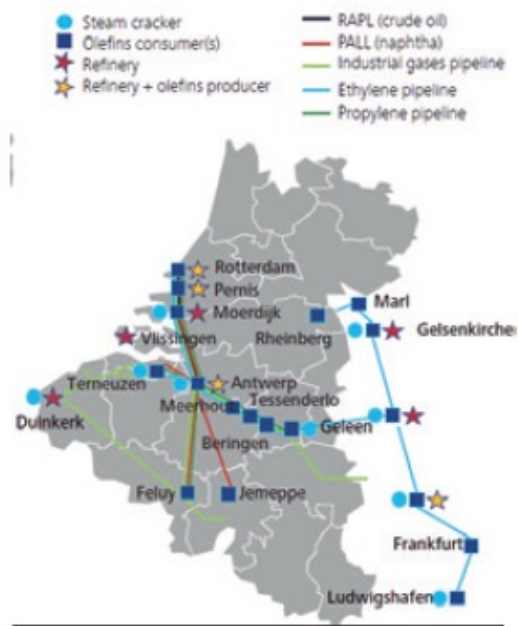 Steam cracker
Olefins consumer(s)
Refinery
Refinery + olefins producer
RAPL (crude oil)
PALL (naphtha)
Industrial gases pipeline
Ethylene pipeline
Propylene pipeline
Rotterdam
Pernis
Moerdijk
Marl
Rheinberg
Gelsenkirche
Vlissingen
Terneuzen
Antwerp
Meerhout
Tessenderlo
Duinkerk
Beringen
Geleen
Feluy
Jemeppe
Frankfurt
Ludwigshafen